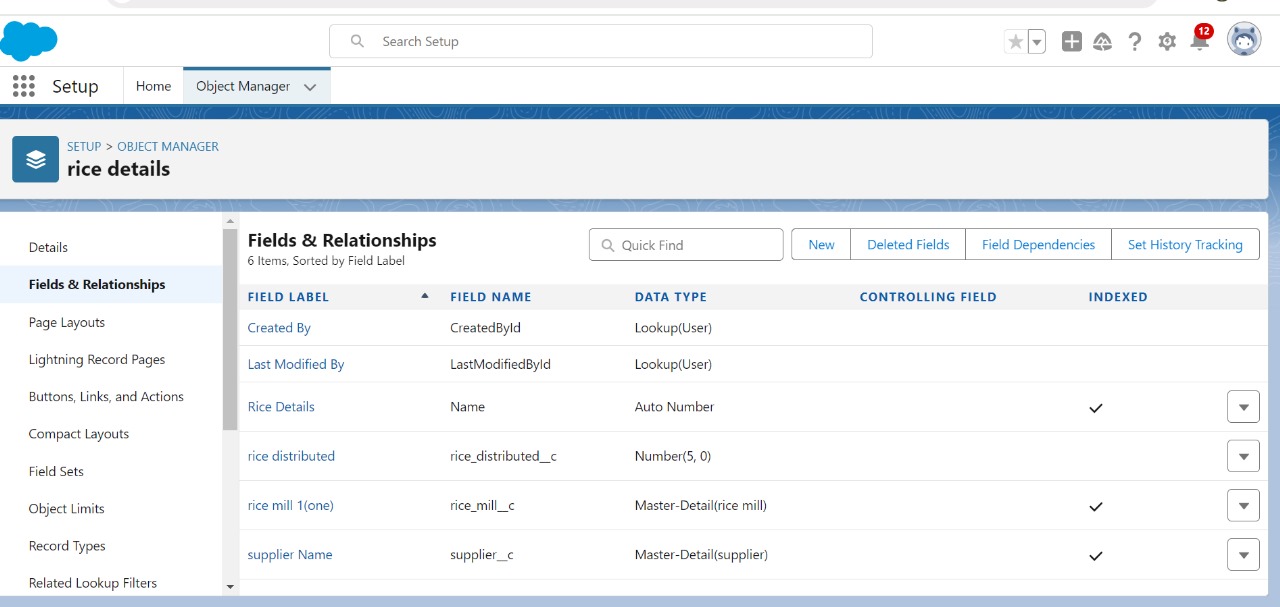 Search Setup
12
Setup
Home
Object Manager
SETUP > OBJECT MANAGER
rice details
Details
Fields & Relationships
Page Layouts
Lightning Record Pages
Buttons, Links, and Actions
Compact Layouts
Field Sets
Object Limits
Record Types
Related Lookup Filters
Fields & Relationships
6 Items, Sorted by Field Label
Quick Find
New
Deleted Fields
Field Dependencies
Set History Tracking
FIELD LABEL FIELD NAME DATA TYPE CONTROLLING FIELD INDEXED
Created By CreatedById Lookup(User)
Last Modified By LastModifiedById Lookup(User)
Rice Details Name Auto Number
rice distributed rice_distributed__c Number(5, 0)
rice mill 1(one) rice_mill__c Master-Detail(rice mill)
supplier Name supplier__c Master-Detail(supplier)